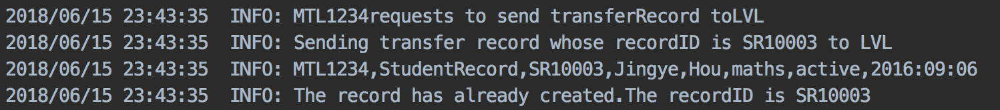 2018/06/15 23:43:35  INFO: MTL1234requests to send transferRecord toLVL
2018/06/15 23:43:35  INFO: Sending transfer record whose recordID is SR10003 to LVL
2018/06/15 23:43:35  INFO: MTL1234,StudentRecord,SR10003,Jingye,Hou,maths,active,2016:09:06
2018/06/15 23:43:35  INFO: The record has already created.The recordID is SR10003